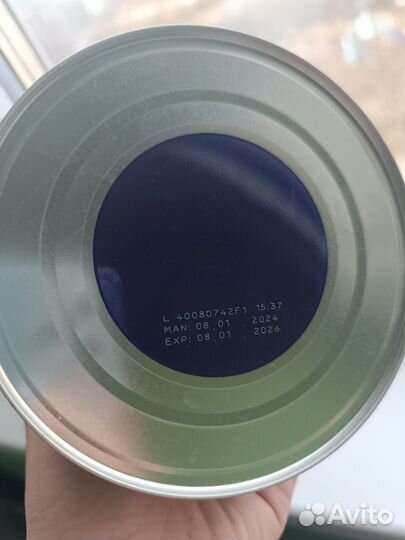 L 40080742F1 15:37
MAN: 08 01 . 2024
EXP: 08 01 . 2026
Avito